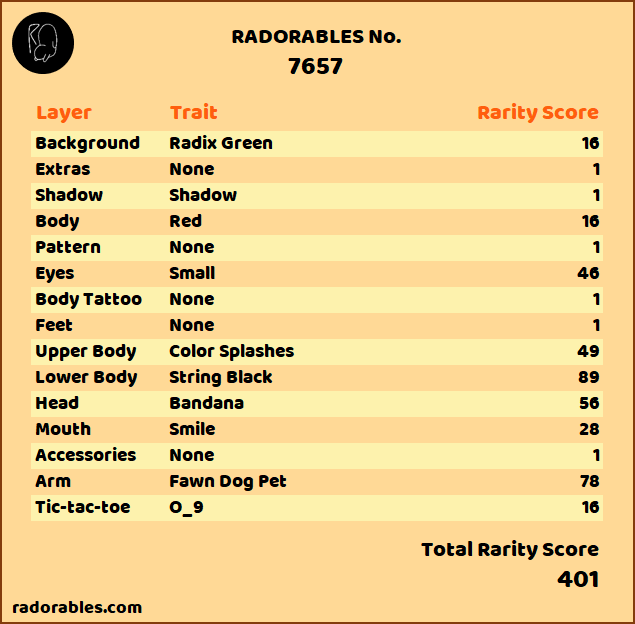 RADORABLES No.
7657
Layer Trait Rarity Score
Background Radix Green 16
Extras None 1
Shadow Shadow 1
Body Red 16
Pattern None 1
Eyes Small 46
Body Tattoo None 1
Feet None 1
Upper Body Color Splashes 49
Lower Body String Black 89
Head Bandana 56
Mouth Smile 28
Accessories None 1
Arm Fawn Dog Pet 78
Tic-tac-toe O_9 16
Total Rarity Score
401
radorables.com